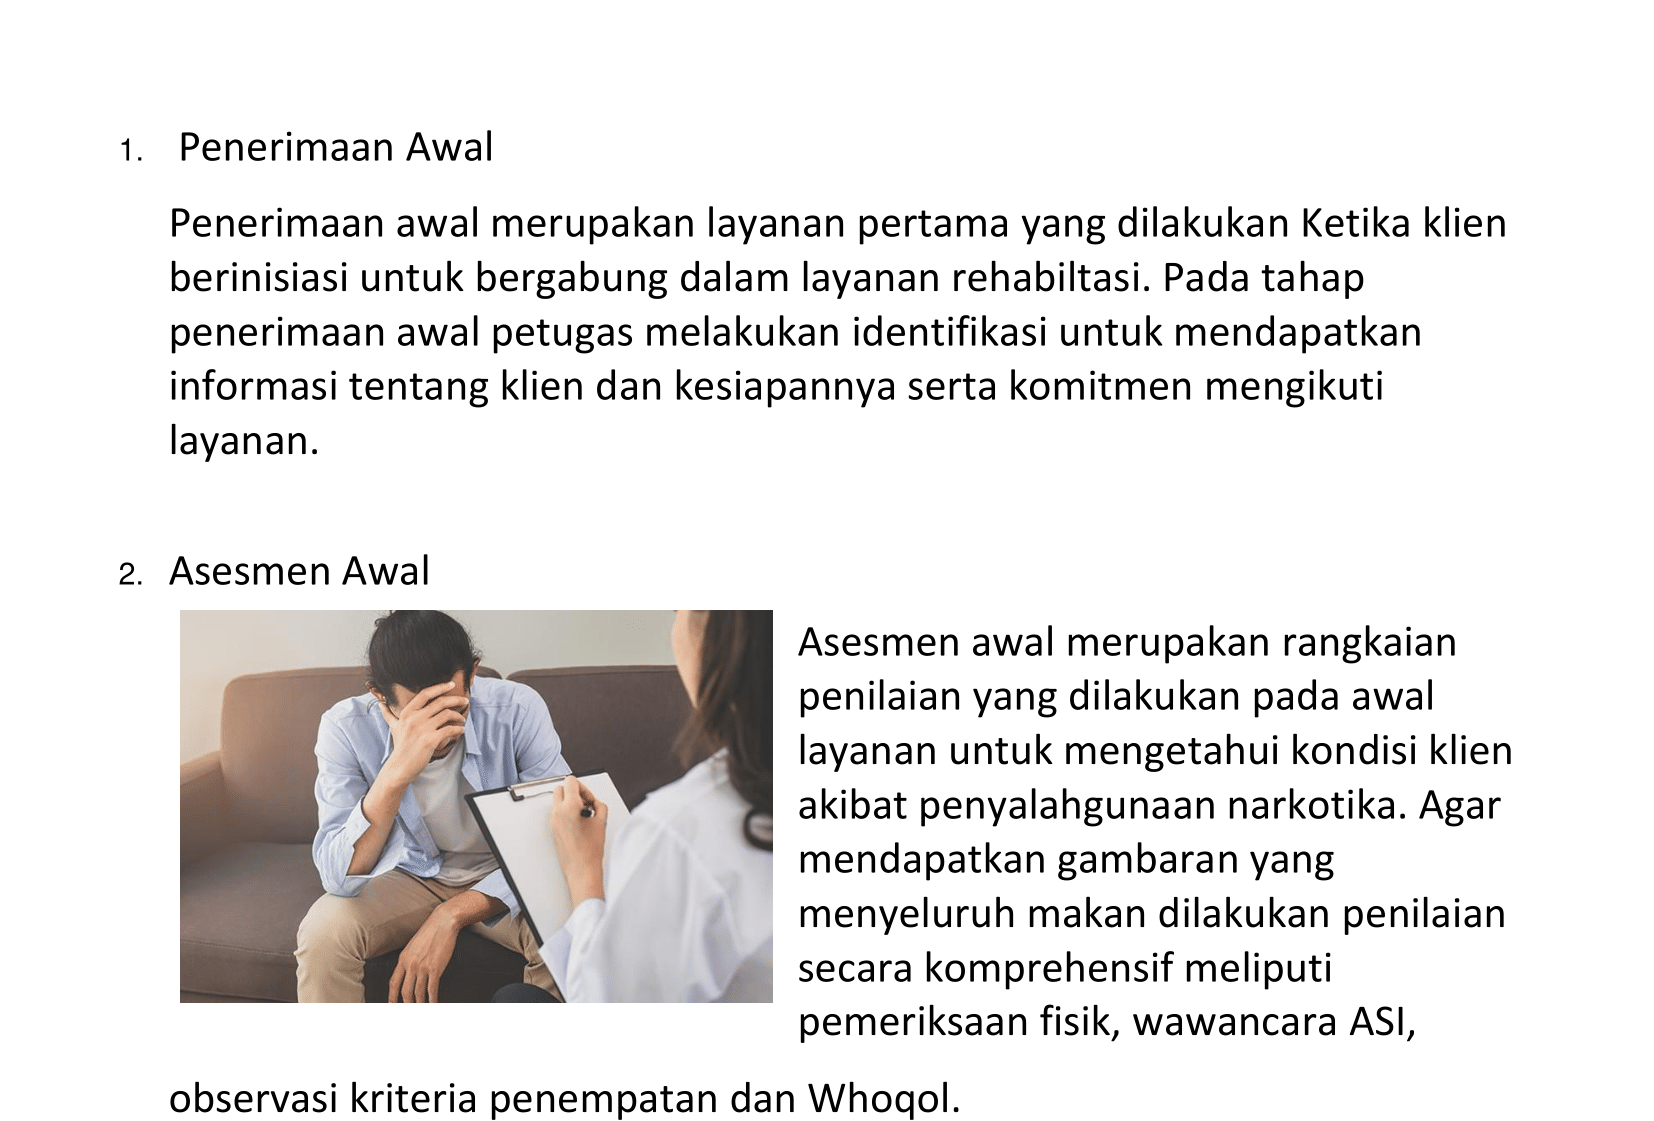 1. Penerimaan Awal
Penerimaan awal merupakan layanan pertama yang dilakukan Ketika klien
berinisiasi untuk bergabung dalam layanan rehabiltasi. Pada tahap
penerimaan awal petugas melakukan identifikasi untuk mendapatkan
informasi tentang klien dan kesiapannya serta komitmen mengikuti
layanan.
2. Asesmen Awal
Asesmen awal merupakan rangkaian
penilaian yang dilakukan pada awal
layanan untuk mengetahui kondisi klien
akibat penyalahgunaan narkotika. Agar
mendapatkan gambaran yang
menyeluruh makan dilakukan penilaian
secara komprehensif meliputi
pemeriksaan fisik, wawancara ASI,
observasi kriteria penempatan dan Whoqol.